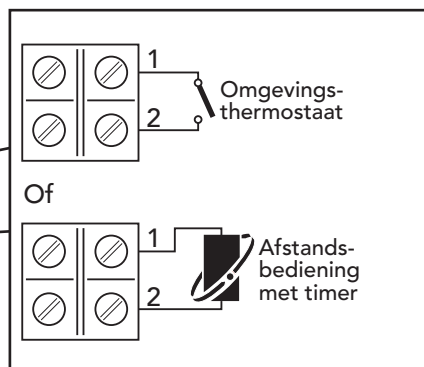 1
Omgevings-
thermostaat
2
Of
1
Afstands-
bediening
2
met timer